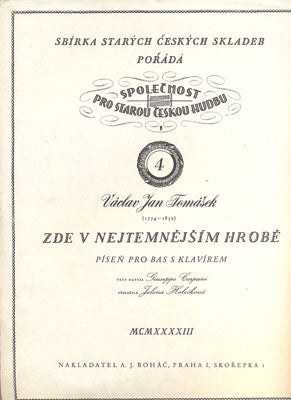 SBÍRKA STARÝCH ČESKÝCH SKLADEB
POŘÁDÁ
SPOLEČNOST
PRO STAROU ČESKOU HUDBU
4
Václav Jan Tomášek
(1774—1850)
ZDE V NEJTEMNĚJŠÍM HROBĚ
PÍSEŇ PRO BAS S KLAVÍREM
TEXT NAPSAL Giuseppe Carpani
PŘELOŽILA Jelena Holečková
MCMXXXXIII
NAKLADATEL A. J. BOHÁČ, PRAHA I, SKOŘEPKA 1